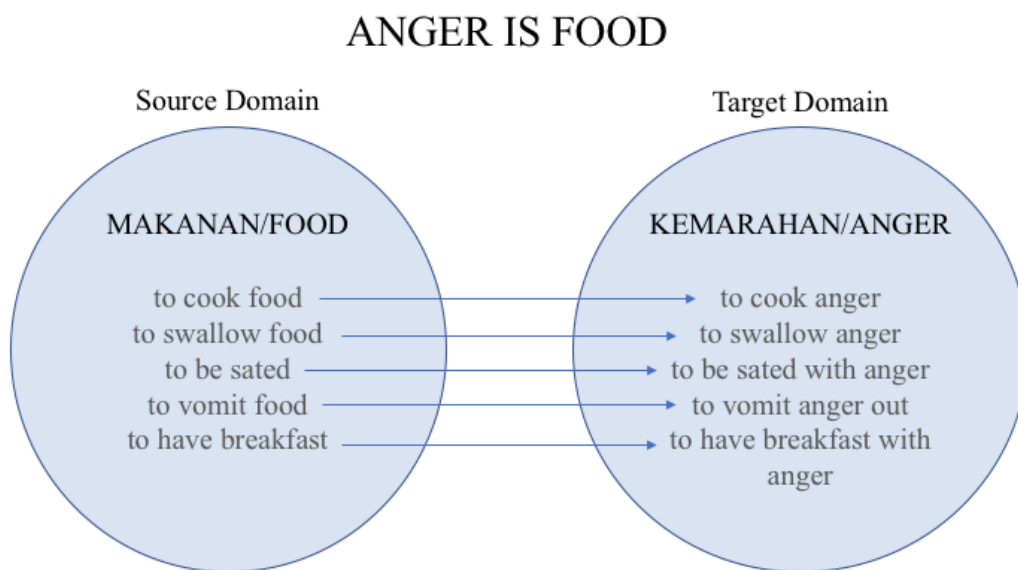 ANGER IS FOOD
Source Domain
Target Domain
MAKANAN/FOOD
to cook food
to swallow food
to be sated
to vomit food
to have breakfast
KEMARAHAN/ANGER
to cook anger
to swallow anger
to be sated with anger
to vomit anger out
to have breakfast with
anger